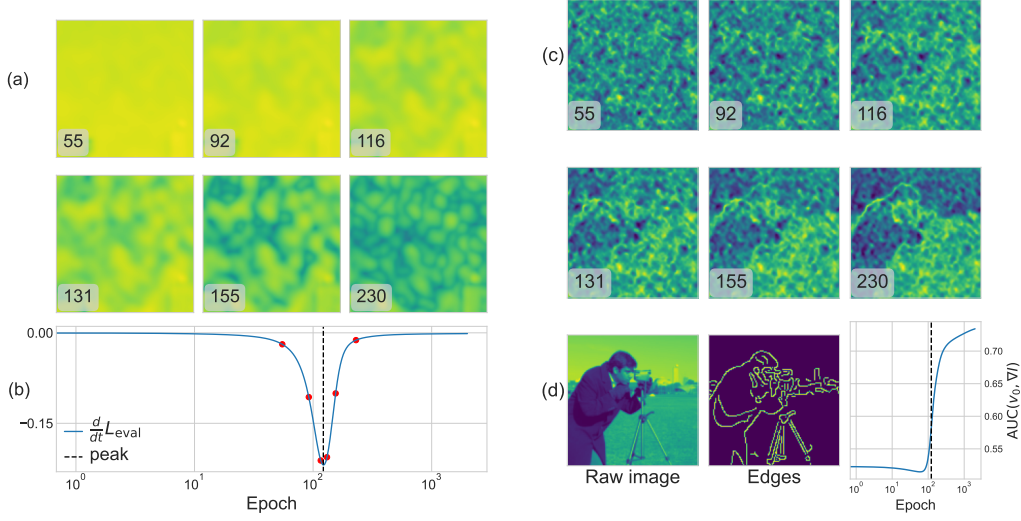 (a)
55
92
116
131
155
230
(b)
0.00
−0.15
d/dt L_eval
peak
10^0
10^1
10^2
10^3
Epoch
(c)
55
92
116
131
155
230
(d)
Raw image
Edges
0.70
0.65
0.60
0.55
AUC(v_0, ∇I)
10^0
10^1
10^2
10^3
Epoch